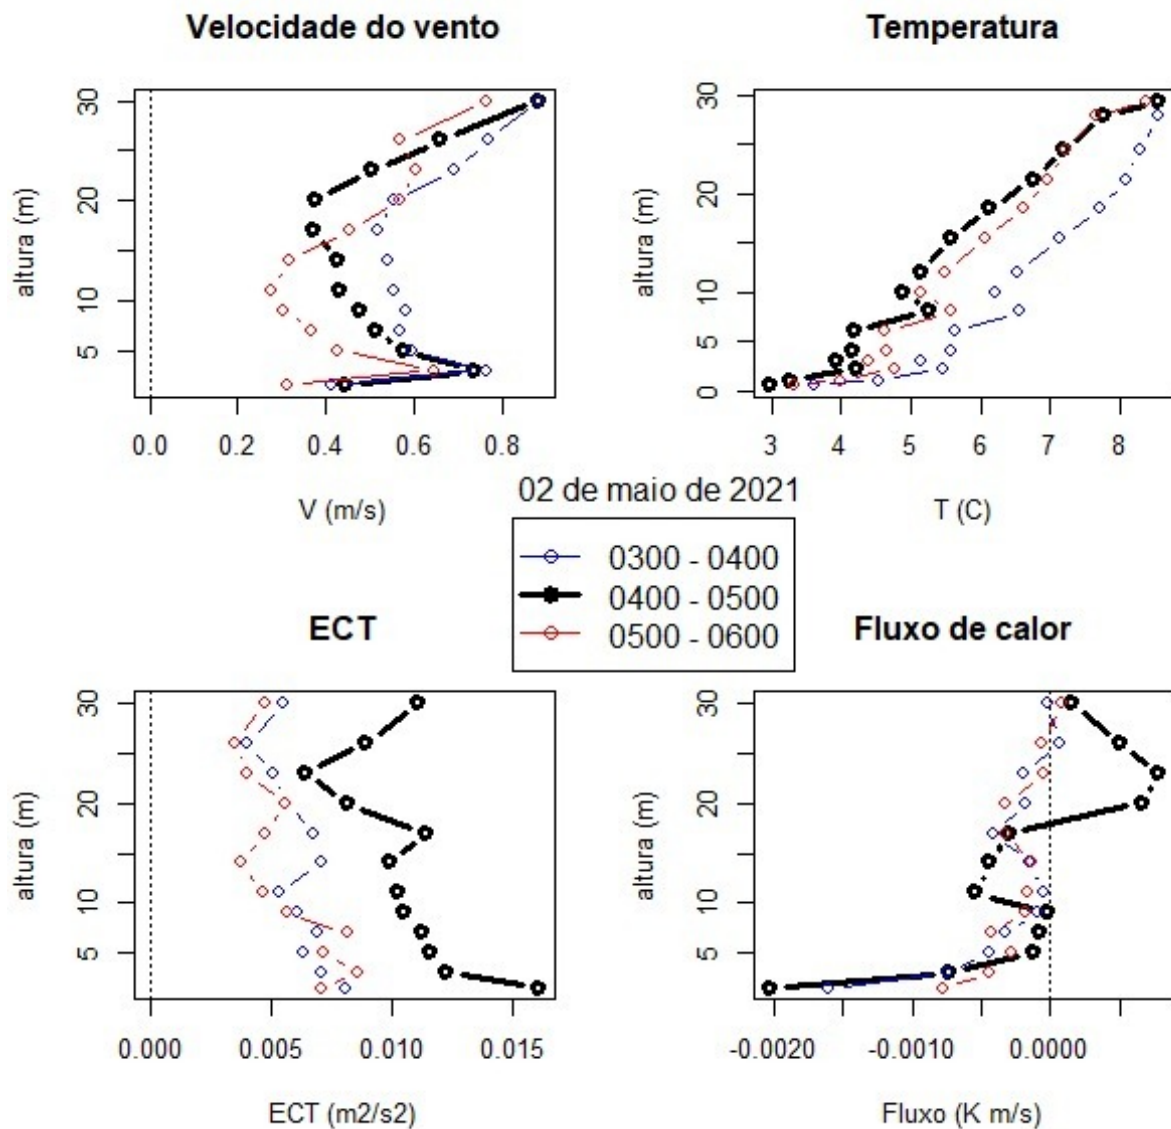 Velocidade do vento
altura (m)
30
20
10
5
0.0
0.2
0.4
0.6
0.8
V (m/s)
Temperatura
altura (m)
30
20
10
5
0
3
4
5
6
7
8
T (C)
02 de maio de 2021
0300 - 0400
0400 - 0500
0500 - 0600
ECT
altura (m)
30
20
10
5
0.000
0.005
0.010
0.015
ECT (m2/s2)
Fluxo de calor
altura (m)
30
20
10
5
-0.0020
-0.0010
0.0000
Fluxo (K m/s)